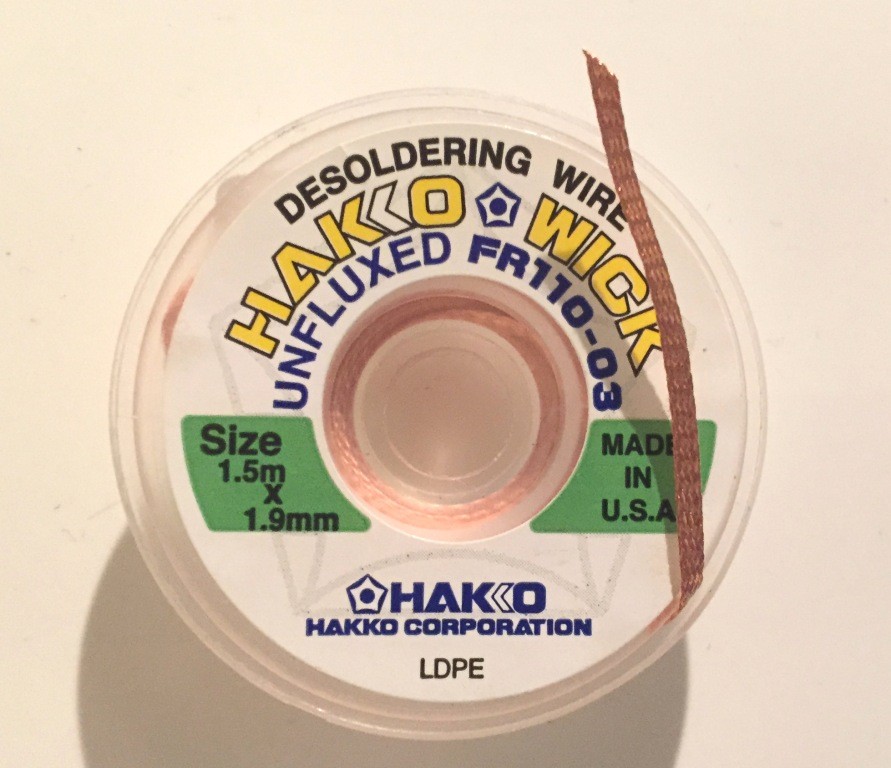 DESOLDERING WIRE
HAKKO WICK
UNFLUXED FR110-03
Size
1.5m
X
1.9mm
MADE
IN
U.S.A
HAKKO
HAKKO CORPORATION
LDPE